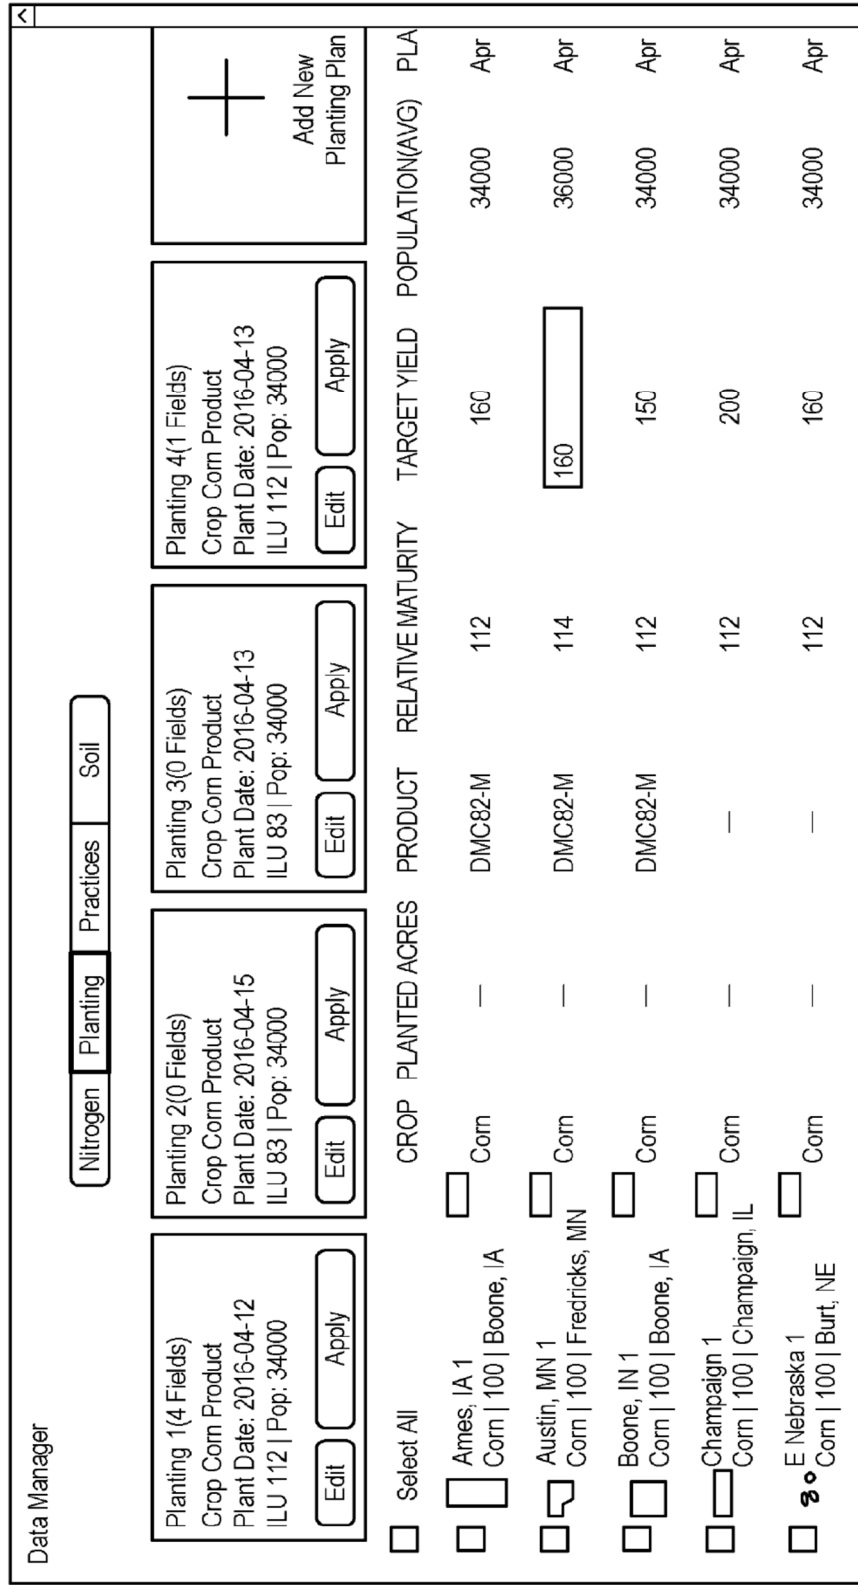 Data Manager
Nitrogen Planting Practices Soil
Planting 1(4 Fields)
Crop Corn Product
Plant Date: 2016-04-12
ILU 112 | Pop: 34000
Edit Apply
Planting 2(0 Fields)
Crop Corn Product
Plant Date: 2016-04-15
ILU 83 | Pop: 34000
Edit Apply
Planting 3(0 Fields)
Crop Corn Product
Plant Date: 2016-04-13
ILU 83 | Pop: 34000
Edit Apply
Planting 4(1 Fields)
Crop Corn Product
Plant Date: 2016-04-13
ILU 112 | Pop: 34000
Edit Apply
Add New
Planting Plan
Select All CROP PLANTED ACRES PRODUCT RELATIVE MATURITY TARGET YIELD POPULATION(AVG) PLA
Ames, IA 1
Corn | 100 | Boone, IA
Corn — DMC82-M 112 160 34000 Apr
Austin, MN 1
Corn | 100 | Fredricks, MN
Corn — DMC82-M 114 160 36000 Apr
Boone, IN 1
Corn | 100 | Boone, IA
Corn — DMC82-M 112 150 34000 Apr
Champaign 1
Corn | 100 | Champaign, IL
Corn — — 112 200 34000 Apr
E Nebraska 1
Corn | 100 | Burt, NE
Corn — — 112 160 34000 Apr